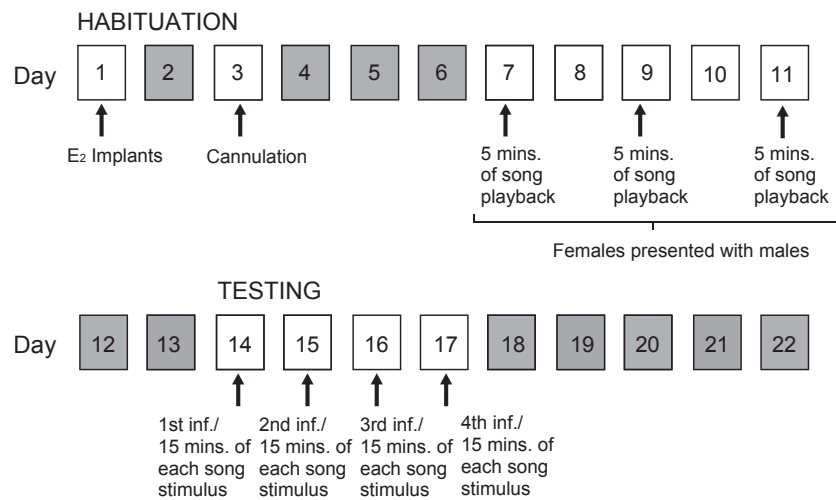 HABITUATION
Day 1 2 3 4 5 6 7 8 9 10 11
E₂ Implants
Cannulation
5 mins.
of song
playback
5 mins.
of song
playback
5 mins.
of song
playback
Females presented with males
TESTING
Day 12 13 14 15 16 17 18 19 20 21 22
1st inf./
15 mins. of
each song
stimulus
2nd inf./
15 mins. of
each song
stimulus
3rd inf./
15 mins. of
each song
stimulus
4th inf./
15 mins. of
each song
stimulus